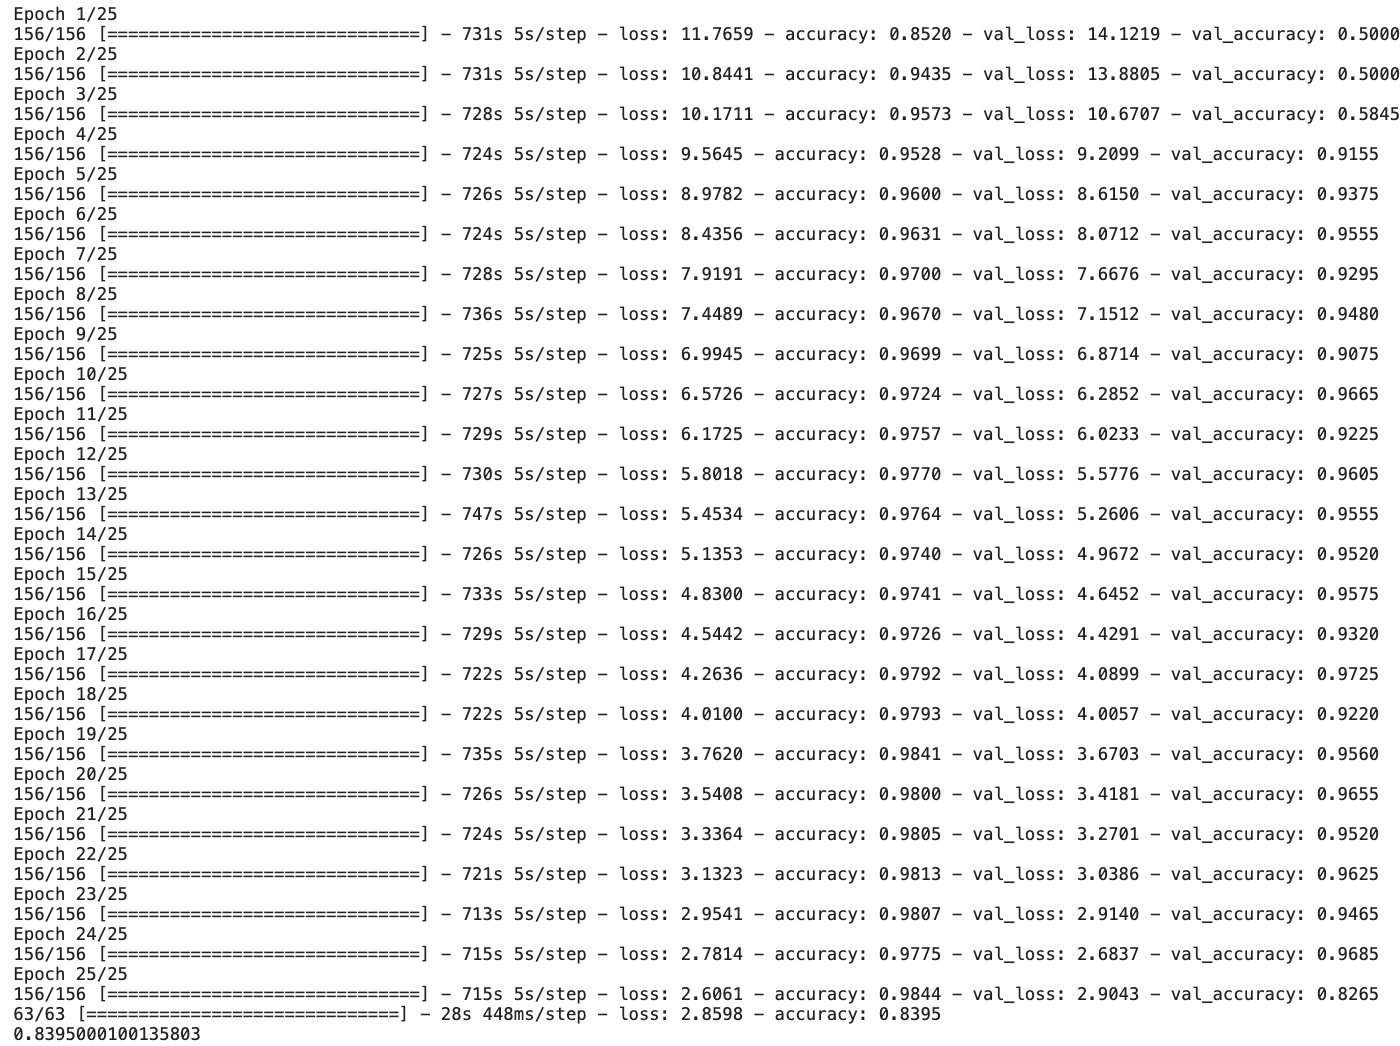 Epoch 1/25
156/156 [==============================] - 731s 5s/step - loss: 11.7659 - accuracy: 0.8520 - val_loss: 14.1219 - val_accuracy: 0.5000
Epoch 2/25
156/156 [==============================] - 731s 5s/step - loss: 10.8441 - accuracy: 0.9435 - val_loss: 13.8805 - val_accuracy: 0.5000
Epoch 3/25
156/156 [==============================] - 728s 5s/step - loss: 10.1711 - accuracy: 0.9573 - val_loss: 10.6707 - val_accuracy: 0.5845
Epoch 4/25
156/156 [==============================] - 724s 5s/step - loss: 9.5645 - accuracy: 0.9528 - val_loss: 9.2099 - val_accuracy: 0.9155
Epoch 5/25
156/156 [==============================] - 726s 5s/step - loss: 8.9782 - accuracy: 0.9600 - val_loss: 8.6150 - val_accuracy: 0.9375
Epoch 6/25
156/156 [==============================] - 724s 5s/step - loss: 8.4356 - accuracy: 0.9631 - val_loss: 8.0712 - val_accuracy: 0.9555
Epoch 7/25
156/156 [==============================] - 728s 5s/step - loss: 7.9191 - accuracy: 0.9700 - val_loss: 7.6676 - val_accuracy: 0.9295
Epoch 8/25
156/156 [==============================] - 736s 5s/step - loss: 7.4489 - accuracy: 0.9670 - val_loss: 7.1512 - val_accuracy: 0.9480
Epoch 9/25
156/156 [==============================] - 725s 5s/step - loss: 6.9945 - accuracy: 0.9699 - val_loss: 6.8714 - val_accuracy: 0.9075
Epoch 10/25
156/156 [==============================] - 727s 5s/step - loss: 6.5726 - accuracy: 0.9724 - val_loss: 6.2852 - val_accuracy: 0.9665
Epoch 11/25
156/156 [==============================] - 729s 5s/step - loss: 6.1725 - accuracy: 0.9757 - val_loss: 6.0233 - val_accuracy: 0.9225
Epoch 12/25
156/156 [==============================] - 730s 5s/step - loss: 5.8018 - accuracy: 0.9770 - val_loss: 5.5776 - val_accuracy: 0.9605
Epoch 13/25
156/156 [==============================] - 747s 5s/step - loss: 5.4534 - accuracy: 0.9764 - val_loss: 5.2606 - val_accuracy: 0.9555
Epoch 14/25
156/156 [==============================] - 726s 5s/step - loss: 5.1353 - accuracy: 0.9740 - val_loss: 4.9672 - val_accuracy: 0.9520
Epoch 15/25
156/156 [==============================] - 733s 5s/step - loss: 4.8300 - accuracy: 0.9741 - val_loss: 4.6452 - val_accuracy: 0.9575
Epoch 16/25
156/156 [==============================] - 729s 5s/step - loss: 4.5442 - accuracy: 0.9726 - val_loss: 4.4291 - val_accuracy: 0.9320
Epoch 17/25
156/156 [==============================] - 722s 5s/step - loss: 4.2636 - accuracy: 0.9792 - val_loss: 4.0899 - val_accuracy: 0.9725
Epoch 18/25
156/156 [==============================] - 722s 5s/step - loss: 4.0100 - accuracy: 0.9793 - val_loss: 4.0057 - val_accuracy: 0.9220
Epoch 19/25
156/156 [==============================] - 735s 5s/step - loss: 3.7620 - accuracy: 0.9841 - val_loss: 3.6703 - val_accuracy: 0.9560
Epoch 20/25
156/156 [==============================] - 726s 5s/step - loss: 3.5408 - accuracy: 0.9800 - val_loss: 3.4181 - val_accuracy: 0.9655
Epoch 21/25
156/156 [==============================] - 724s 5s/step - loss: 3.3364 - accuracy: 0.9805 - val_loss: 3.2701 - val_accuracy: 0.9520
Epoch 22/25
156/156 [==============================] - 721s 5s/step - loss: 3.1323 - accuracy: 0.9813 - val_loss: 3.0386 - val_accuracy: 0.9625
Epoch 23/25
156/156 [==============================] - 713s 5s/step - loss: 2.9541 - accuracy: 0.9807 - val_loss: 2.9140 - val_accuracy: 0.9465
Epoch 24/25
156/156 [==============================] - 715s 5s/step - loss: 2.7814 - accuracy: 0.9775 - val_loss: 2.6837 - val_accuracy: 0.9685
Epoch 25/25
156/156 [==============================] - 715s 5s/step - loss: 2.6061 - accuracy: 0.9844 - val_loss: 2.9043 - val_accuracy: 0.8265
63/63 [==============================] - 28s 448ms/step - loss: 2.8598 - accuracy: 0.8395
0.8395000100135803